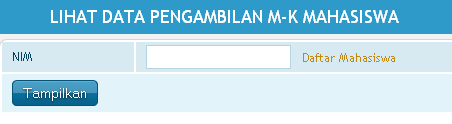 LIHAT DATA PENGAMBILAN M-K MAHASISWA
NIM Daftar Mahasiswa
Tampilkan